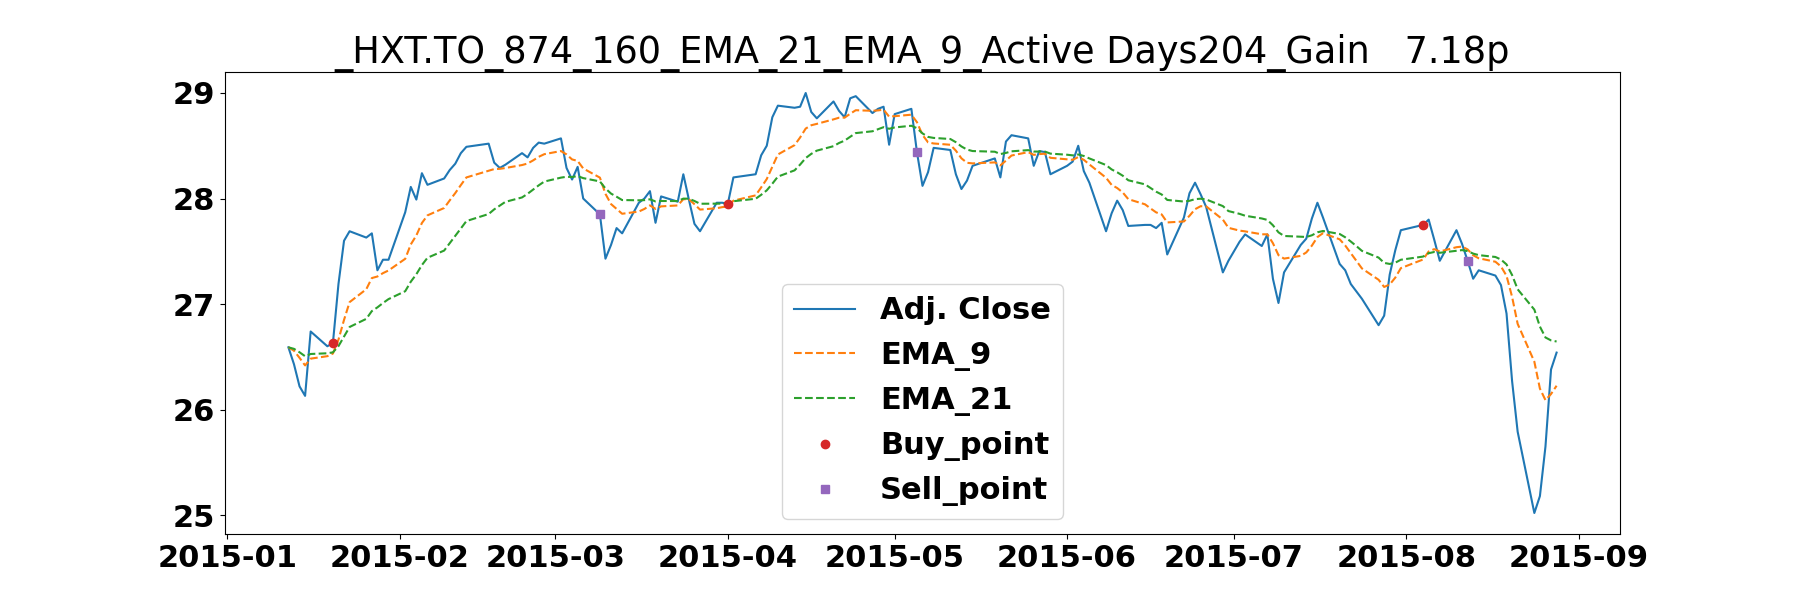 _HXT.TO_874_160_EMA_21_EMA_9_Active Days204_Gain   7.18p
29
28
27
26
25
Adj. Close
EMA_9
EMA_21
Buy_point
Sell_point
2015-01 2015-02 2015-03 2015-04 2015-05 2015-06 2015-07 2015-08 2015-09